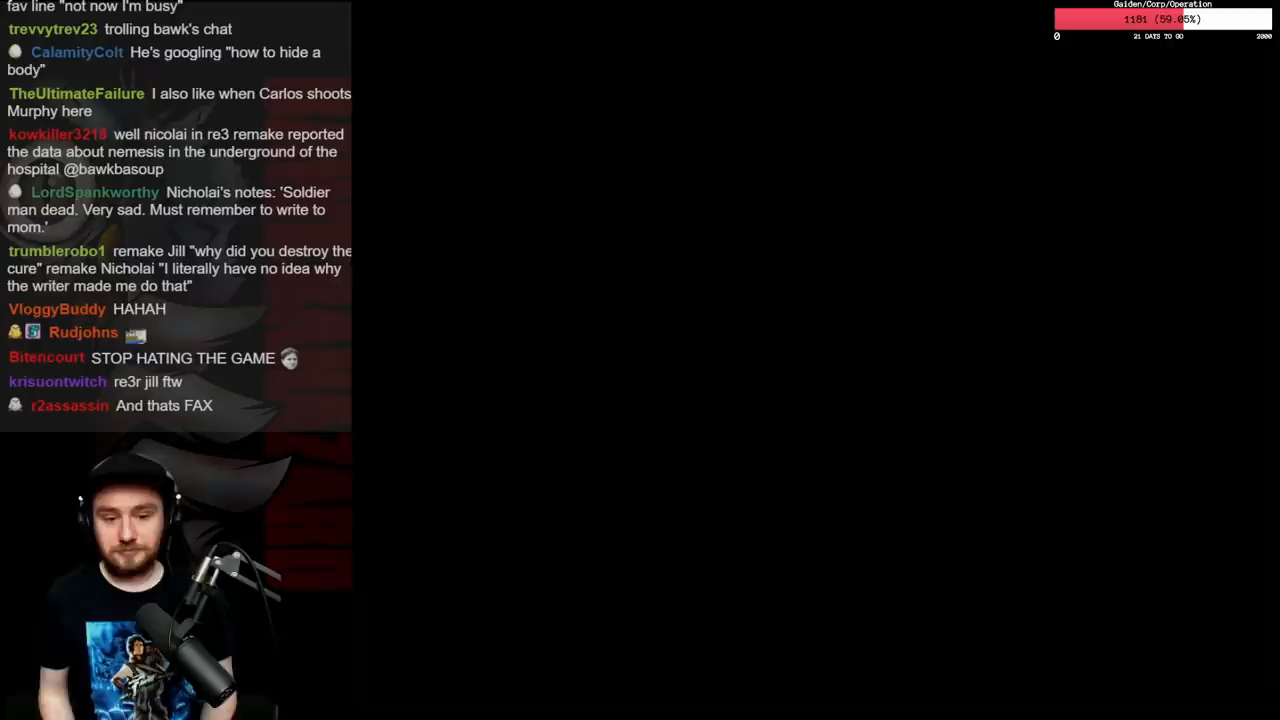 fav line "not now I'm busy"
trevvytrev23 trolling bawk's chat
CalamityColt He's googling "how to hide a
body"
TheUltimateFailure I also like when Carlos shoots
Murphy here
kowkiller3218 well nicolai in re3 remake reported
the data about nemesis in the underground of the
hospital @bawkbasoup
LordSpankworthy Nicholai's notes: 'Soldier
man dead. Very sad. Must remember to write to
mom.'
trumblerobo1 remake Jill "why did you destroy the
cure" remake Nicholai "I literally have no idea why
the writer made me do that"
VloggyBuddy HAHAH
Rudjohns
Bitencourt STOP HATING THE GAME
krisuontwitch re3r jill ftw
r2assassin And thats FAX
Gaiden/Corp/Operation
1181 (59.05%)
0 21 DAYS TO GO 2000